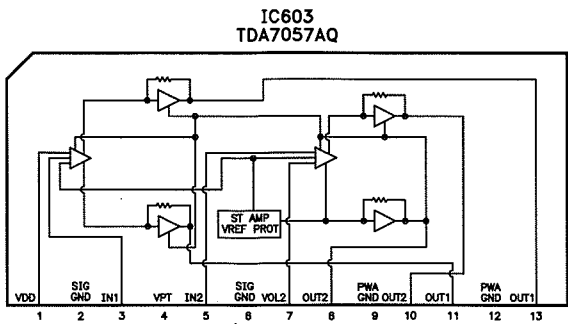 IC603
TDA7057AQ
ST AMP
VREF PROT
VDD SIG GND IN1 VPT IN2 SIG GND VOL2 OUT2 PWA GND OUT2 OUT1 PWA GND OUT1
1 2 3 4 5 6 7 8 9 10 11 12 13